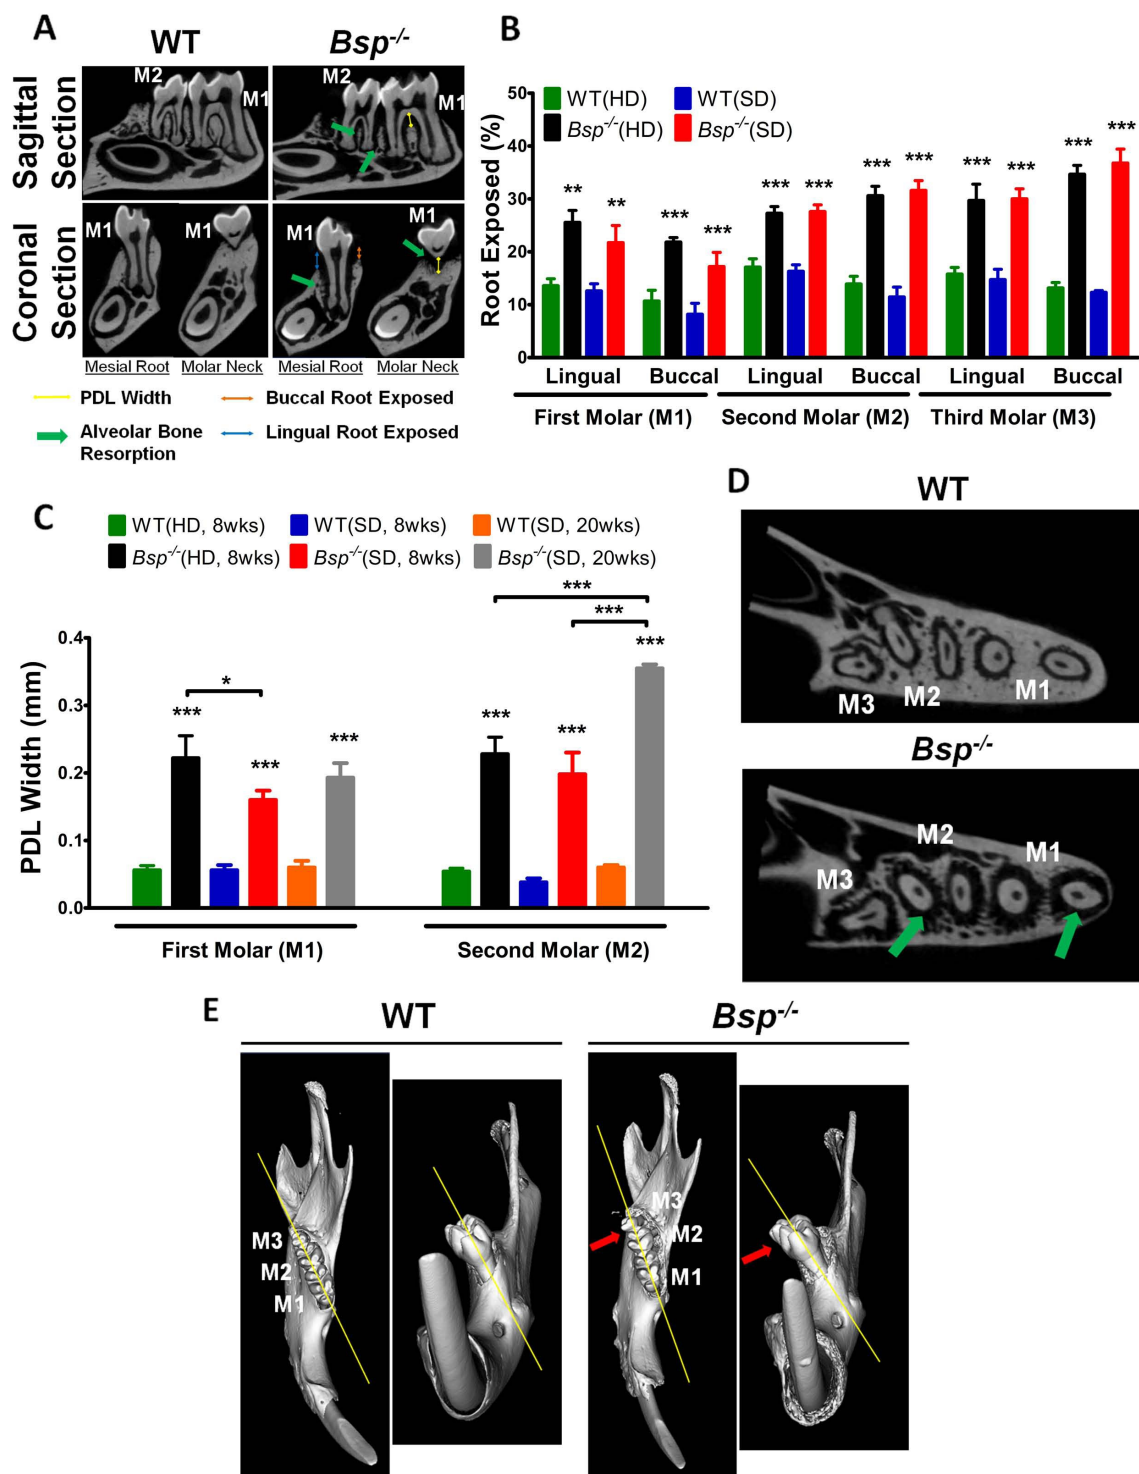 A
WT
Bsp-/-
Sagittal
Section
Coronal
Section
M2
M1
M2
M1
M1
M1
M1
M1
Mesial Root
Molar Neck
Mesial Root
Molar Neck
PDL Width
Buccal Root Exposed
Alveolar Bone
Resorption
Lingual Root Exposed
B
WT(HD)
WT(SD)
Bsp-/-(HD)
Bsp-/-(SD)
Root Exposed (%)
50
40
30
20
10
0
**
**
***
***
***
***
***
***
***
***
***
***
Lingual
Buccal
Lingual
Buccal
Lingual
Buccal
First Molar (M1)
Second Molar (M2)
Third Molar (M3)
C
WT(HD, 8wks)
WT(SD, 8wks)
WT(SD, 20wks)
Bsp-/-(HD, 8wks)
Bsp-/-(SD, 8wks)
Bsp-/-(SD, 20wks)
PDL Width (mm)
0.4
0.3
0.2
0.1
0.0
***
***
***
*
***
***
***
***
***
First Molar (M1)
Second Molar (M2)
D
WT
M3
M2
M1
Bsp-/-
M2
M1
M3
E
WT
Bsp-/-
M3
M2
M1
M3
M2
M1